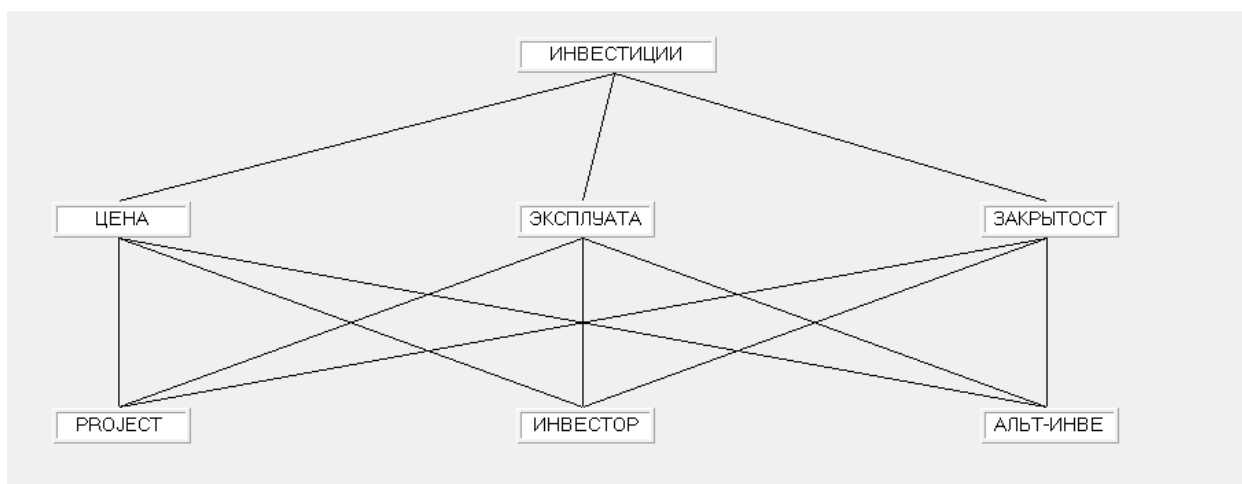 ИНВЕСТИЦИИ
ЦЕНА
ЭКСПЛУАТА
ЗАКРЫТОСТ
PROJECT
ИНВЕСТОР
АЛЬТ-ИНВЕ